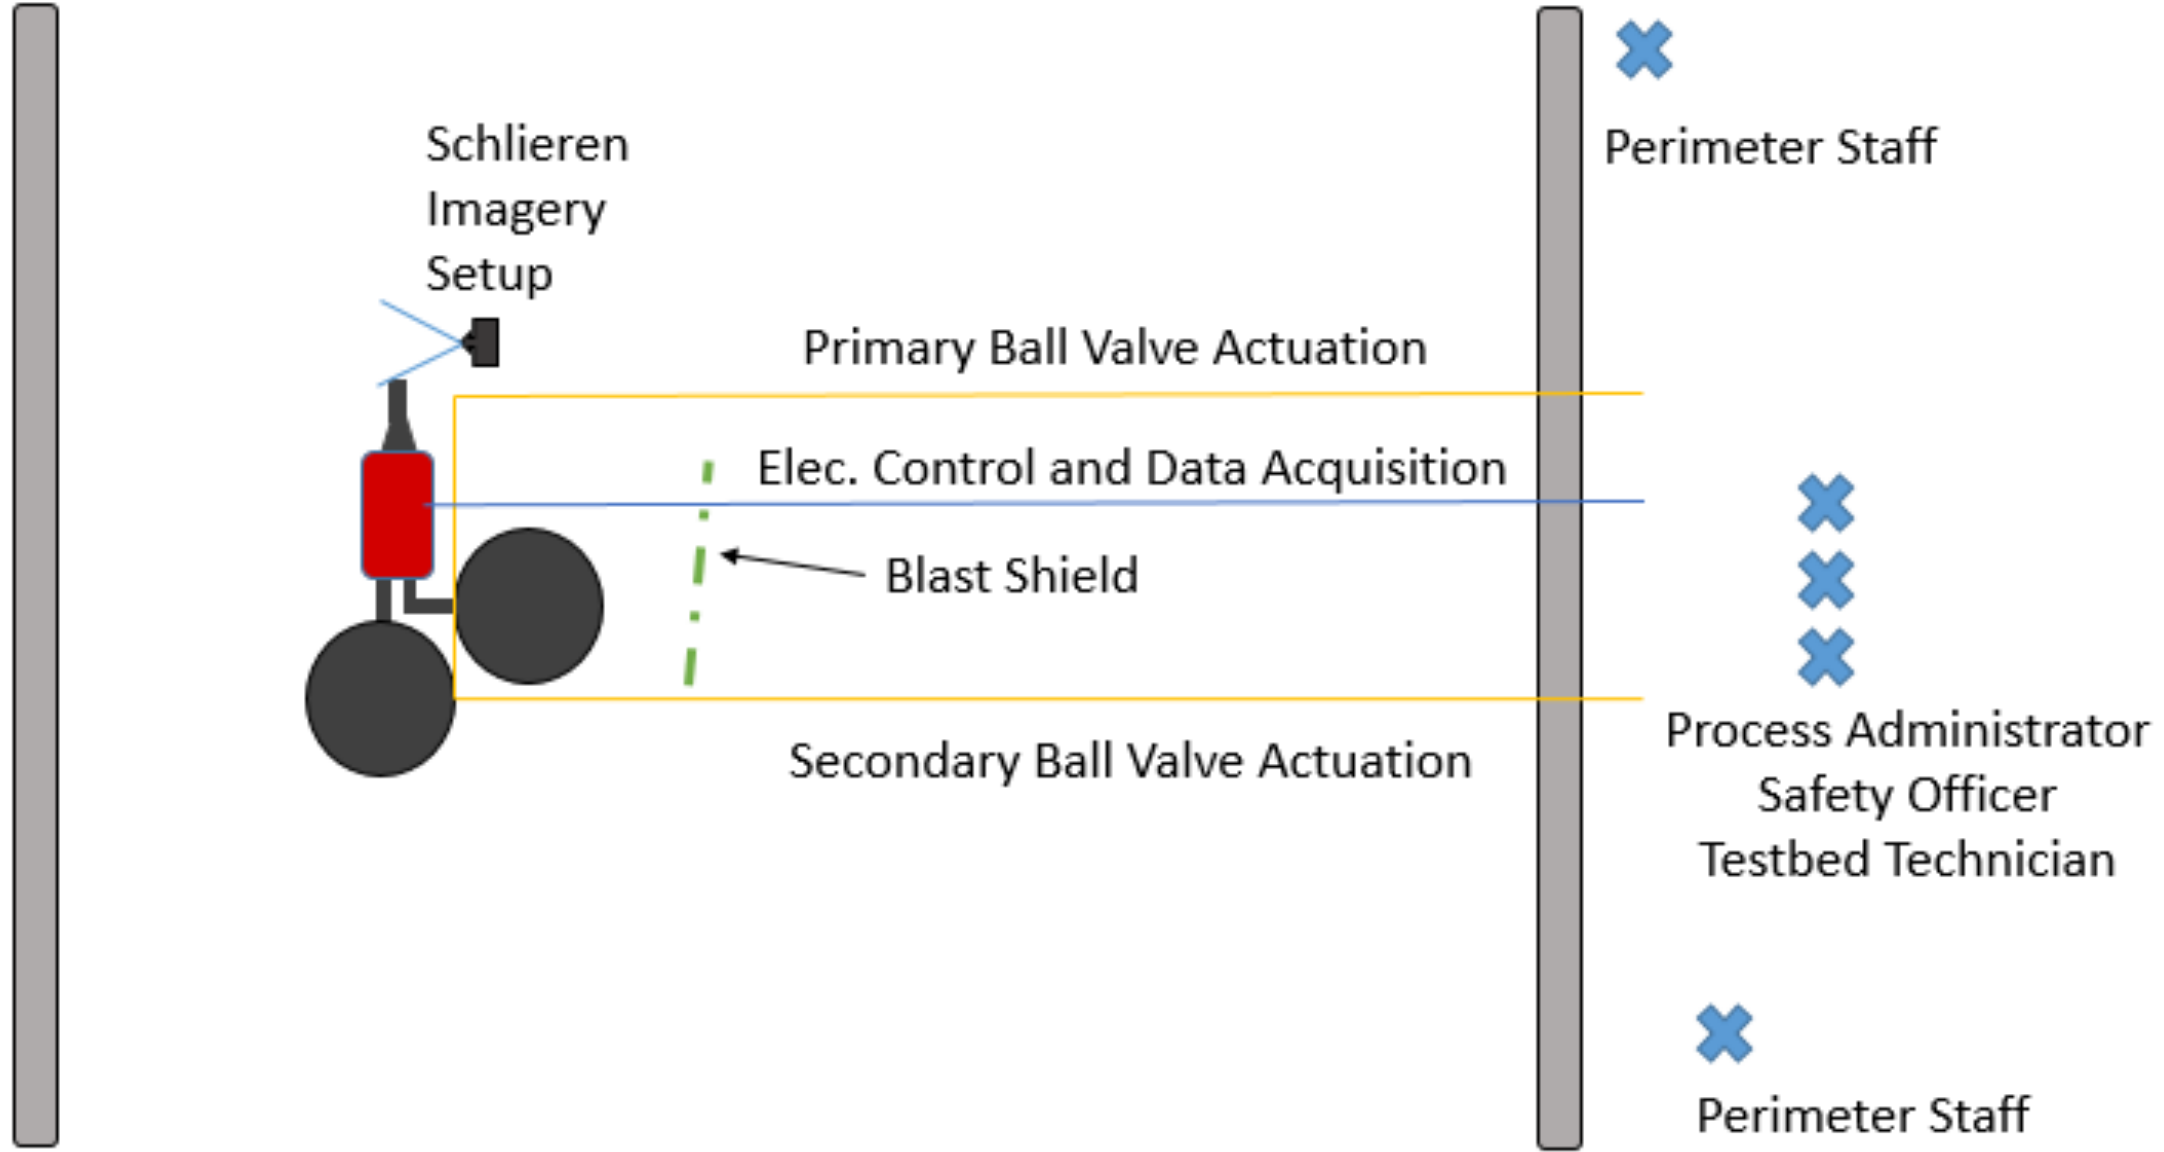 Perimeter Staff
Schlieren
Imagery
Setup
Primary Ball Valve Actuation
Elec. Control and Data Acquisition
Blast Shield
Secondary Ball Valve Actuation
Process Administrator
Safety Officer
Testbed Technician
Perimeter Staff